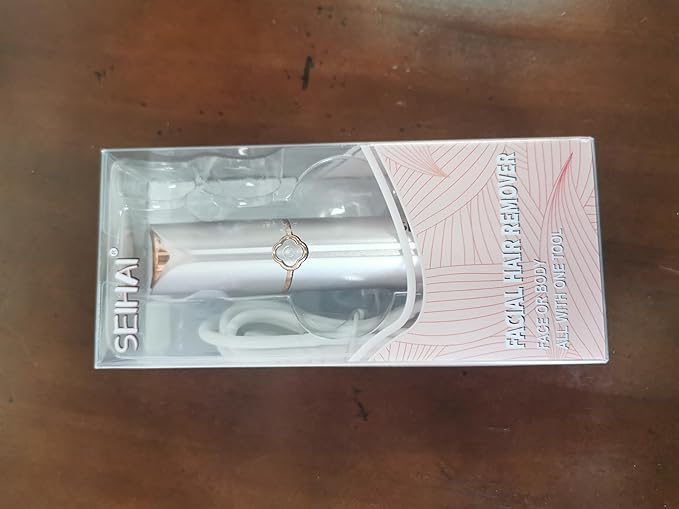 SEIHAI®
FACIAL HAIR REMOVER
FACE OR BODY
ALL WITH ONE TOOL